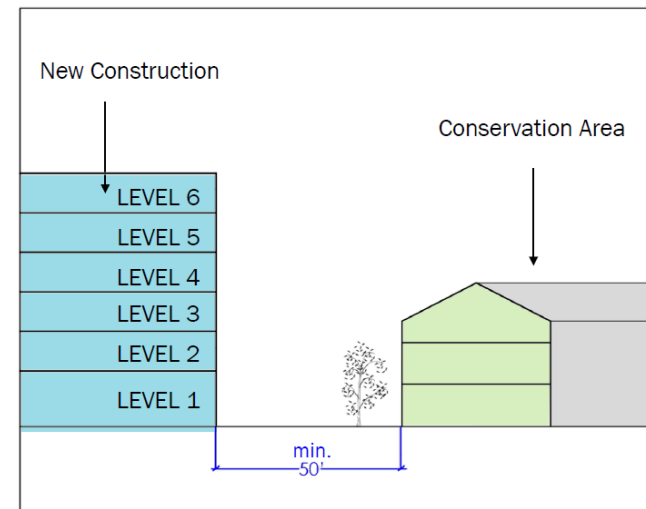 New Construction
Conservation Area
LEVEL 6
LEVEL 5
LEVEL 4
LEVEL 3
LEVEL 2
LEVEL 1
min.
50'